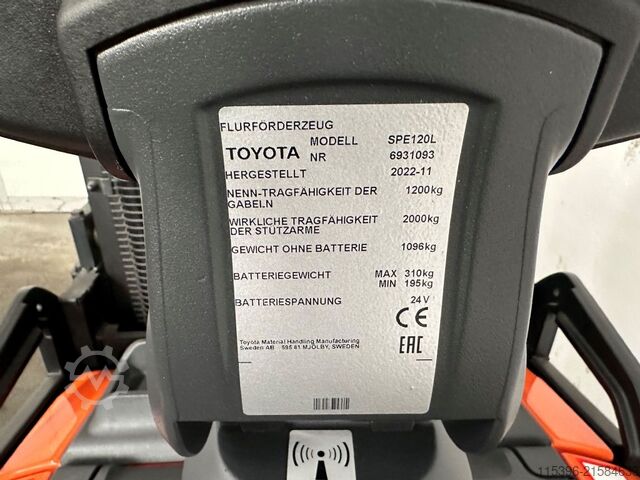 FLURFÖRDERZEUG
TOYOTA MODELL SPE120L
NR 6931093
HERGESTELLT 2022-11
NENN-TRAGFÄHIGKEIT DER GABELN 1200kg
WIRKLICHE TRAGFÄHIGKEIT DER STÜTZARME 2000kg
GEWICHT OHNE BATTERIE 1096kg
BATTERIEGEWICHT MAX 310kg
MIN 195kg
BATTERIESPANNUNG 24V
Toyota Material Handling Manufacturing
Sweden AB 595 81 MJÖLBY, SWEDEN
CE
EAC